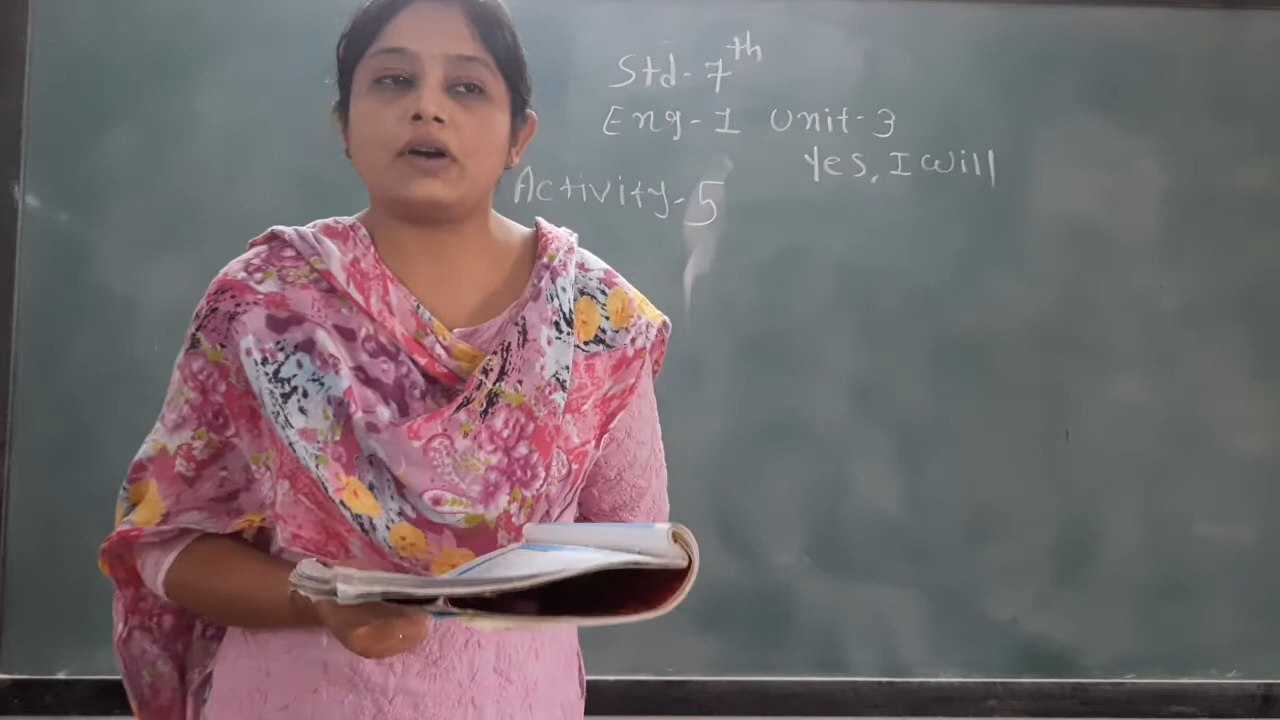 Std-7th
Eng-1 Unit-3
Yes, I will
Activity-5